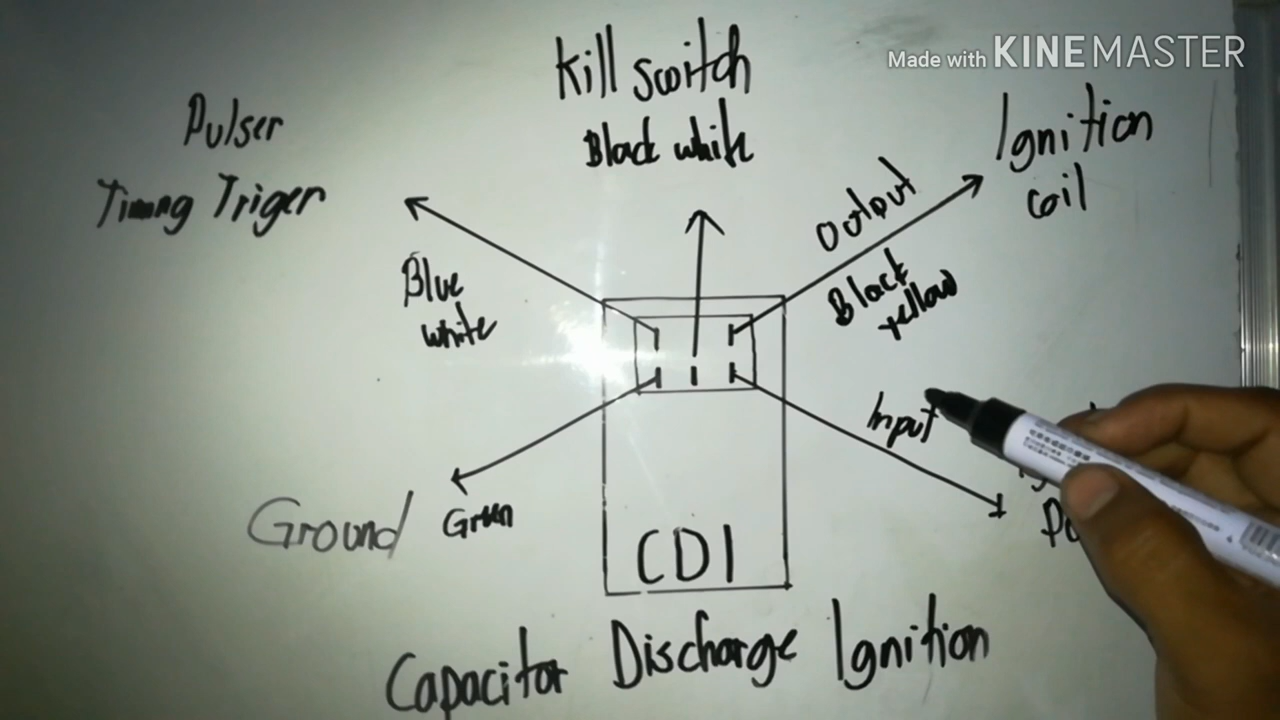 Made with KINEMASTER
Kill switch
Black white
Pulser
Timing Triger
Ignition
coil
Output
Black
yellow
Blue
white
Input
Ground
Green
CDI
Capacitor Discharge Ignition